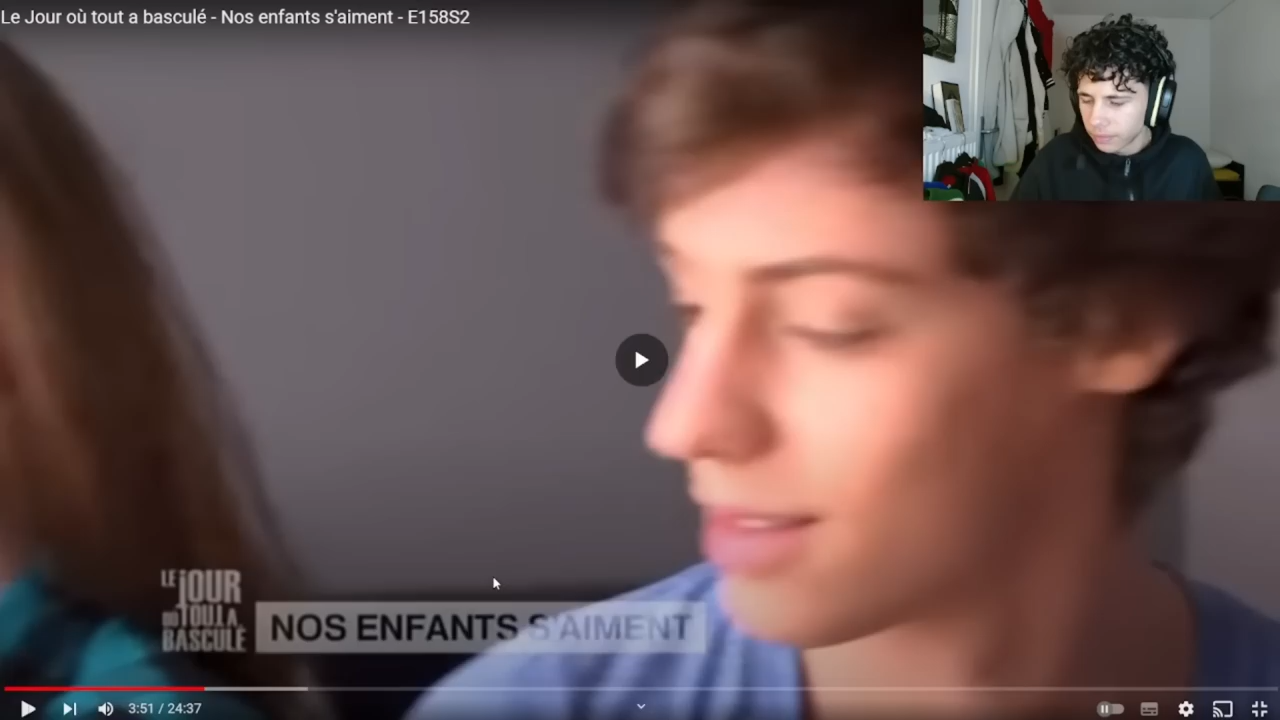 Le Jour où tout a basculé - Nos enfants s'aiment - E158S2
LE JOUR
OÙ TOUT A
BASCULÉ
NOS ENFANTS S'AIMENT
3:51 / 24:37